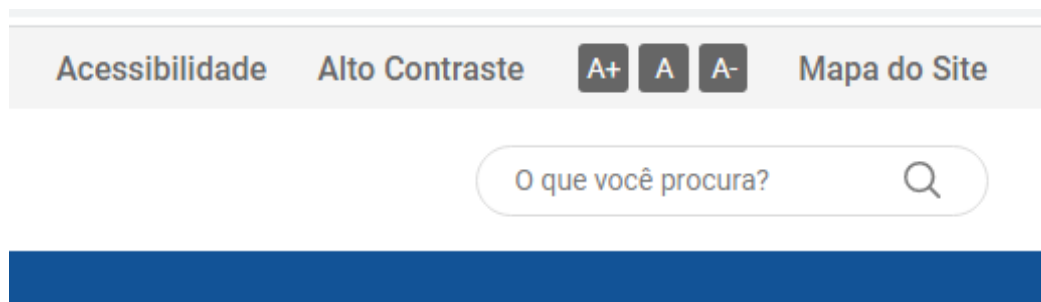 Acessibilidade Alto Contraste A+ A A- Mapa do Site
O que você procura?